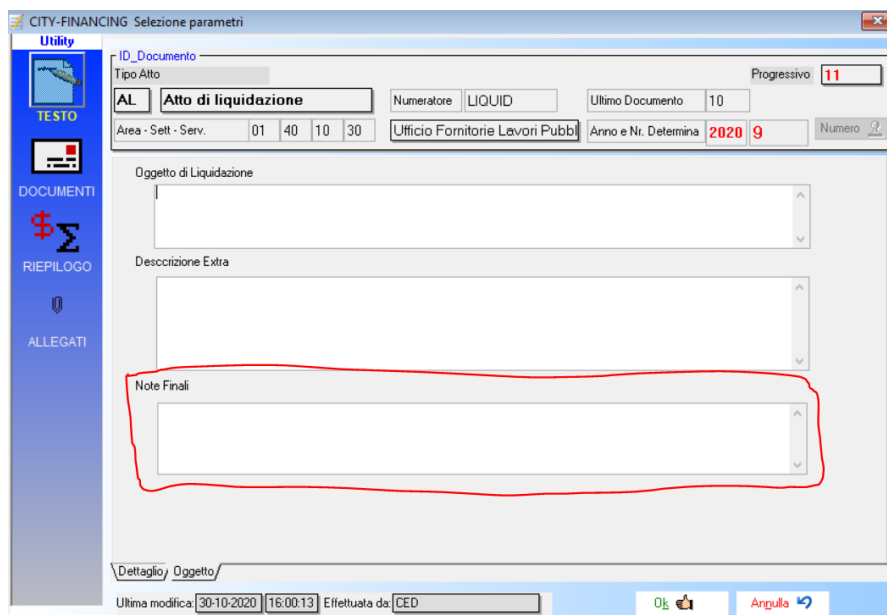 CITY-FINANCING Selezione parametri
Utility
TESTO
DOCUMENTI
RIEPILOGO
ALLEGATI
ID_Documento
Tipo Atto
Progressivo 11
AL Atto di liquidazione Numeratore LIQUID Ultimo Documento 10
Area - Sett - Serv. 01 40 10 30 Ufficio Fornitorie Lavori Pubbl Anno e Nr. Determina 2020 9 Numero
Oggetto di Liquidazione
Desccrizione Extra
Note Finali
Dettaglio Oggetto
Ultima modifica: 30-10-2020 16:00:13 Effettuata da: CED Ok Annulla